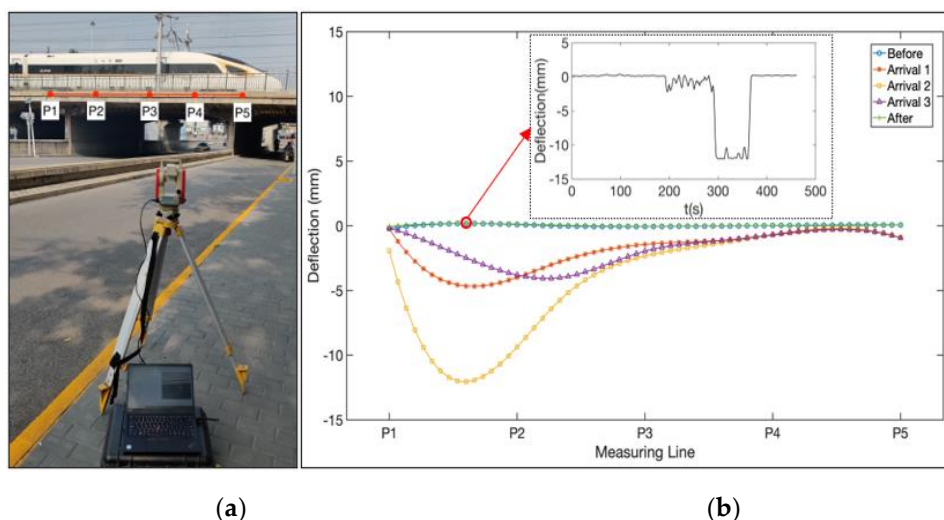 P1 P2 P3 P4 P5
15
10
5
0
-5
-10
-15
Deflection (mm)
P1 P2 P3 P4 P5
Measuring Line
5
0
-5
-10
-15
Deflection(mm)
0 100 200 300 400 500
t(s)
Before
Arrival 1
Arrival 2
Arrival 3
After
(a) (b)